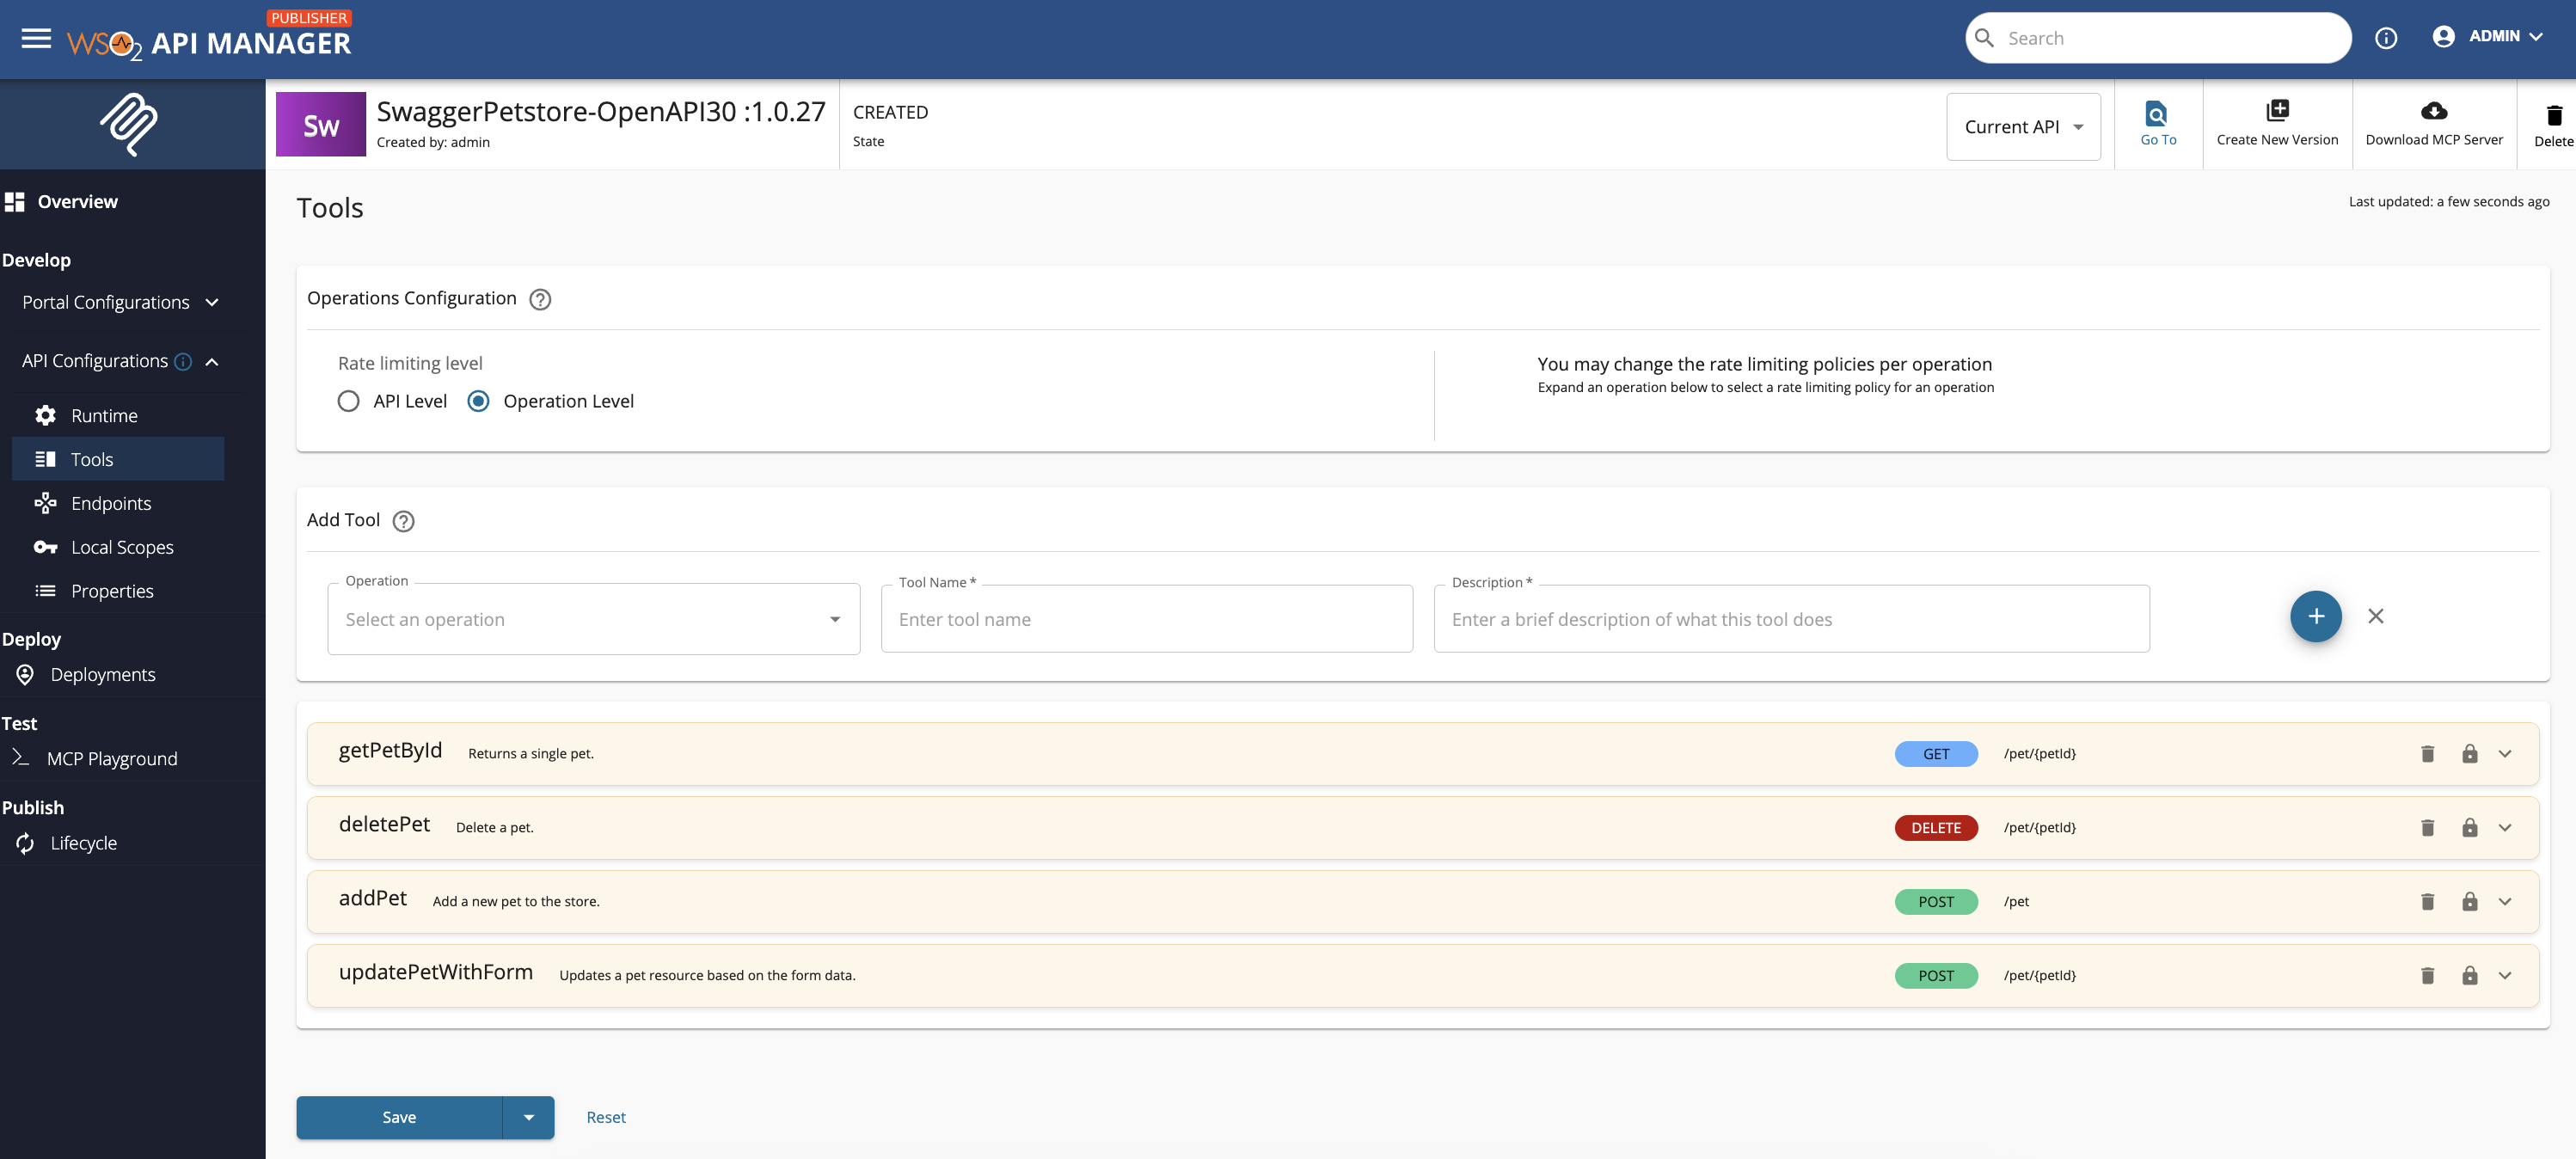 PUBLISHER
WSO2 API MANAGER
Search
ADMIN
Sw
SwaggerPetstore-OpenAPI30 :1.0.27
Created by: admin
CREATED
State
Current API
Go To
Create New Version
Download MCP Server
Delete
Overview
Develop
Portal Configurations
API Configurations
Runtime
Tools
Endpoints
Local Scopes
Properties
Deploy
Deployments
Test
MCP Playground
Publish
Lifecycle
Tools
Last updated: a few seconds ago
Operations Configuration
Rate limiting level
API Level
Operation Level
You may change the rate limiting policies per operation
Expand an operation below to select a rate limiting policy for an operation
Add Tool
Operation
Select an operation
Tool Name *
Enter tool name
Description *
Enter a brief description of what this tool does
getPetById Returns a single pet. GET /pet/{petId}
deletePet Delete a pet. DELETE /pet/{petId}
addPet Add a new pet to the store. POST /pet
updatePetWithForm Updates a pet resource based on the form data. POST /pet/{petId}
Save
Reset